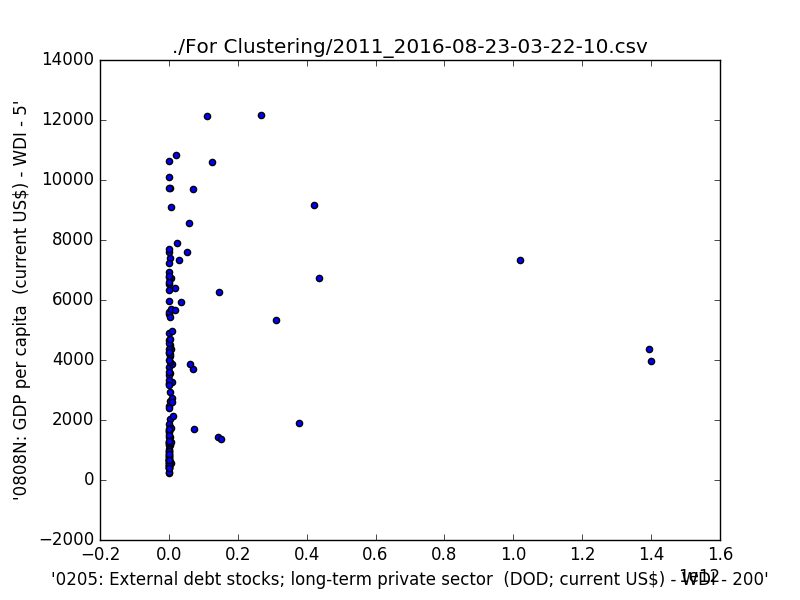 ./For Clustering/2011_2016-08-23-03-22-10.csv
14000
12000
10000
8000
6000
4000
2000
0
−2000
'0808N: GDP per capita  (current US$) - WDI - 5'
−0.2 0.0 0.2 0.4 0.6 0.8 1.0 1.2 1.4 1.6
1e12
'0205: External debt stocks; long-term private sector  (DOD; current US$) - WDI - 200'